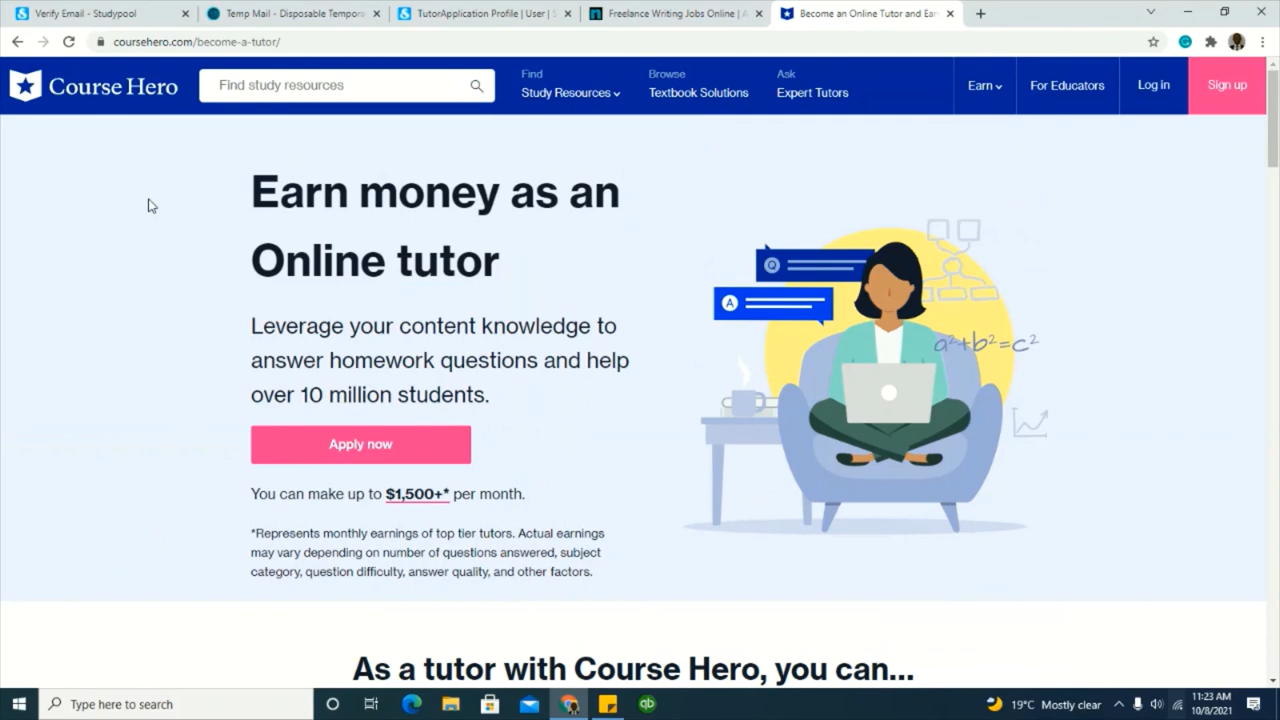 Verify Email - Studypool
Temp Mail - Disposable Tempora
TutorApplication Profile | User | S
Freelance Writing Jobs Online | A
Become an Online Tutor and Ear
coursehero.com/become-a-tutor/
Course Hero
Find study resources
Find
Study Resources
Browse
Textbook Solutions
Ask
Expert Tutors
Earn
For Educators
Log in
Sign up
Earn money as an
Online tutor
Leverage your content knowledge to
answer homework questions and help
over 10 million students.
Apply now
You can make up to $1,500+* per month.
*Represents monthly earnings of top tier tutors. Actual earnings
may vary depending on number of questions answered, subject
category, question difficulty, answer quality, and other factors.
Q
A
a²+b²=c²
As a tutor with Course Hero, you can...
Type here to search
qb
19°C Mostly clear
11:23 AM
10/8/2021